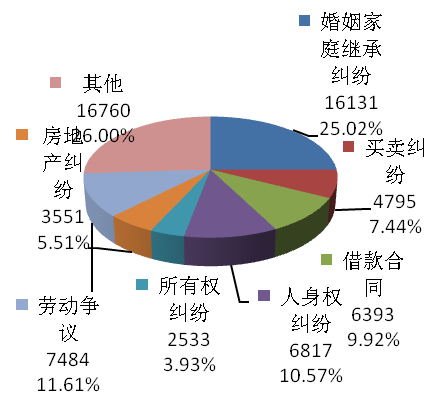 婚姻家
庭继承
纠纷
16131
25.02%
买卖纠
纷
4795
7.44%
借款合
同
6393
9.92%
人身权
纠纷
6817
10.57%
所有权
纠纷
2533
3.93%
劳动争
议
7484
11.61%
房地
产纠
纷
3551
5.51%
其他
16760
26.00%